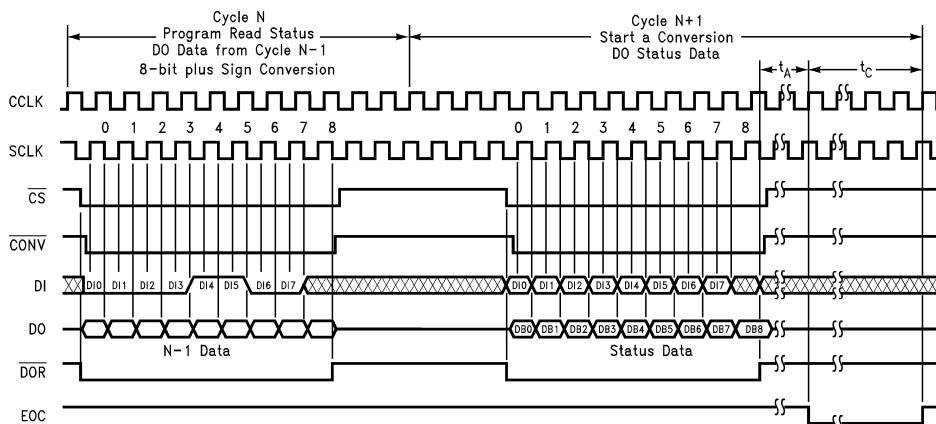 Cycle N
Program Read Status
DO Data from Cycle N-1
8-bit plus Sign Conversion
Cycle N+1
Start a Conversion
DO Status Data
tA tC
CCLK
0 1 2 3 4 5 6 7 8 0 1 2 3 4 5 6 7 8
SCLK
CS
CONV
DI DI0 DI1 DI2 DI3 DI4 DI5 DI6 DI7 DI0 DI1 DI2 DI3 DI4 DI5 DI6 DI7
DO DB0 DB1 DB2 DB3 DB4 DB5 DB6 DB7 DB8
N-1 Data Status Data
DOR
EOC